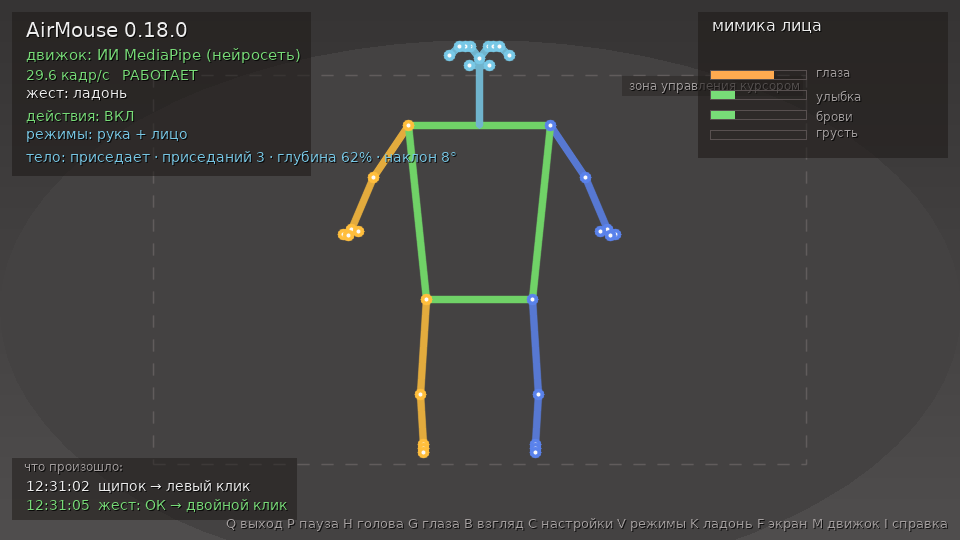 AirMouse 0.18.0
движок: ИИ MediaPipe (нейросеть)
29.6 кадр/с РАБОТАЕТ
жест: ладонь
действия: ВКЛ
режимы: рука + лицо
тело: приседает · приседаний 3 · глубина 62% · наклон 8°
мимика лица
глаза
зона управления курсором
улыбка
брови
грусть
что произошло:
12:31:02 щипок → левый клик
12:31:05 жест: ОК → двойной клик
Q выход P пауза H голова G глаза B взгляд C настройки V режимы K ладонь F экран M движок I справка